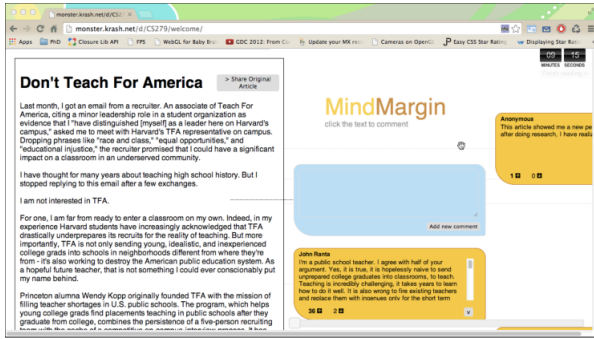 monster.krash.net/d/CS2
monster.krash.net/d/CS279/welcome/
Apps
PhD
Closure Lib API
FPS
WebGL for Baby
GDC 2012: From
Update your MX
Cameras on OpenGL
Easy CSS Star Rating
Displaying Star
09 15
MINUTES SECONDS
Don't Teach For America
> Share Original
Article
Last month, I got an email from a recruiter. An associate of Teach For
America, citing a minor leadership role in a student organization as
evidence that I "have distinguished [myself] as a leader here on Harvard's
campus," asked me to meet with Harvard's TFA representative on campus.
Dropping phrases like "race and class," "equal opportunities," and
"educational injustice," the recruiter promised that I could have a significant
impact on a classroom in an underserved community.
I have thought for many years about teaching high school history. But I
stopped replying to this email after a few exchanges.
I am not interested in TFA.
For one, I am far from ready to enter a classroom on my own. Indeed, in my
experience Harvard students have increasingly acknowledged that TFA
drastically underprepares its recruits for the reality of teaching. But more
importantly, TFA is not only sending young, idealistic, and inexperienced
college grads into schools in neighborhoods different from where they're
from - it's also working to destroy the American public education system. As
a hopeful future teacher, that is not something I could ever conscionably put
my name behind.
Princeton alumna Wendy Kopp originally founded TFA with the mission of
filling teacher shortages in U.S. public schools. The program, which helps
young college grads find placements teaching in public schools after they
graduate from college, combines the persistence of a five-person recruiting
MindMargin
click the text to comment
Anonymous
This article showed me a new pe
after doing research, I have realiz
1
0
Add new comment
John Ranta
I'm a public school teacher. I agree with half of your
argument. Yes, it is true, it is hopelessly naive to send
unprepared college graduates into classrooms, to teach.
Teaching is incredibly challenging, it takes years to learn
how to do it well. It is also wrong to fire existing teachers
and replace them with insenues only for the short term
36
2
v